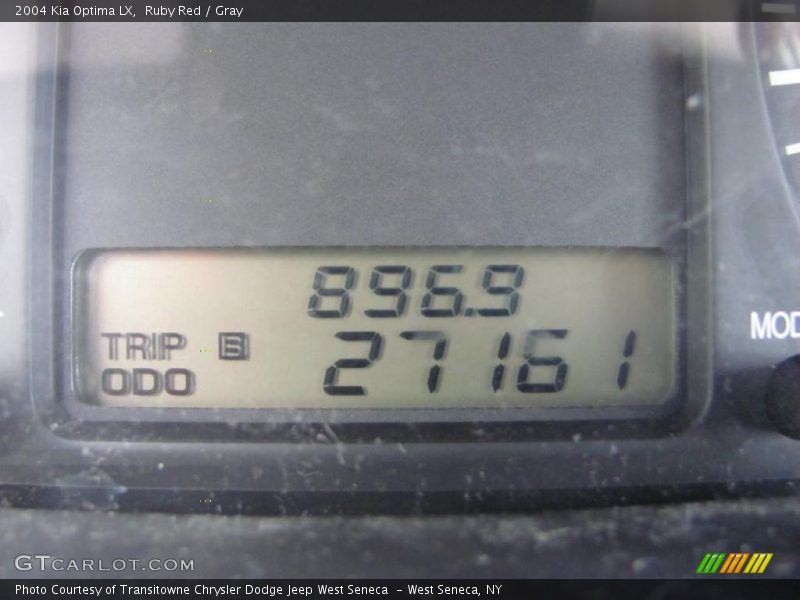 2004 Kia Optima LX, Ruby Red / Gray
896.9
TRIP B
ODO 27161
MOD
GTCARLOT.COM
Photo Courtesy of Transitowne Chrysler Dodge Jeep West Seneca - West Seneca, NY